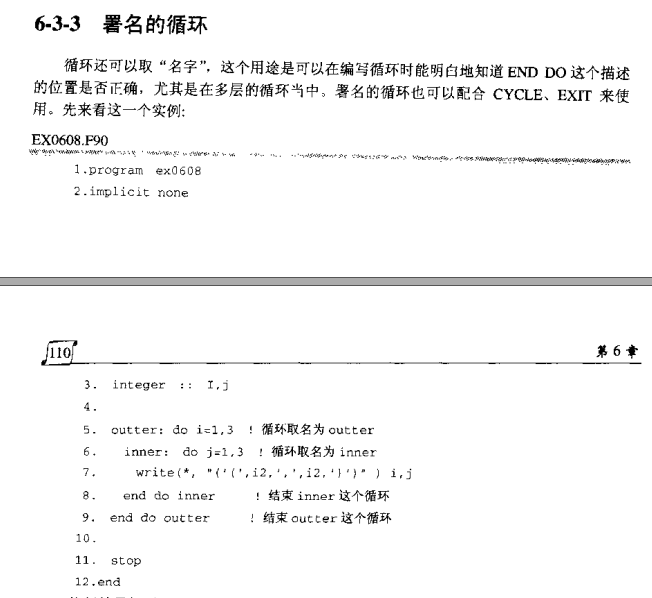 6-3-3 署名的循环
循环还可以取“名字”，这个用途是可以在编写循环时能明白地知道 END DO 这个描述
的位置是否正确，尤其是在多层的循环当中。署名的循环也可以配合 CYCLE、EXIT 来使
用。先来看这一个实例:
EX0608.F90
1.program ex0608
2.implicit none
110 第 6 章
3. integer :: I,j
4.
5. outter: do i=1,3 ! 循环取名为 outter
6. inner: do j=1,3 ! 循环取名为 inner
7. write(*, "('(',i2,',',i2,')')" ) i,j
8. end do inner ! 结束 inner 这个循环
9. end do outter ! 结束 outter 这个循环
10.
11. stop
12.end